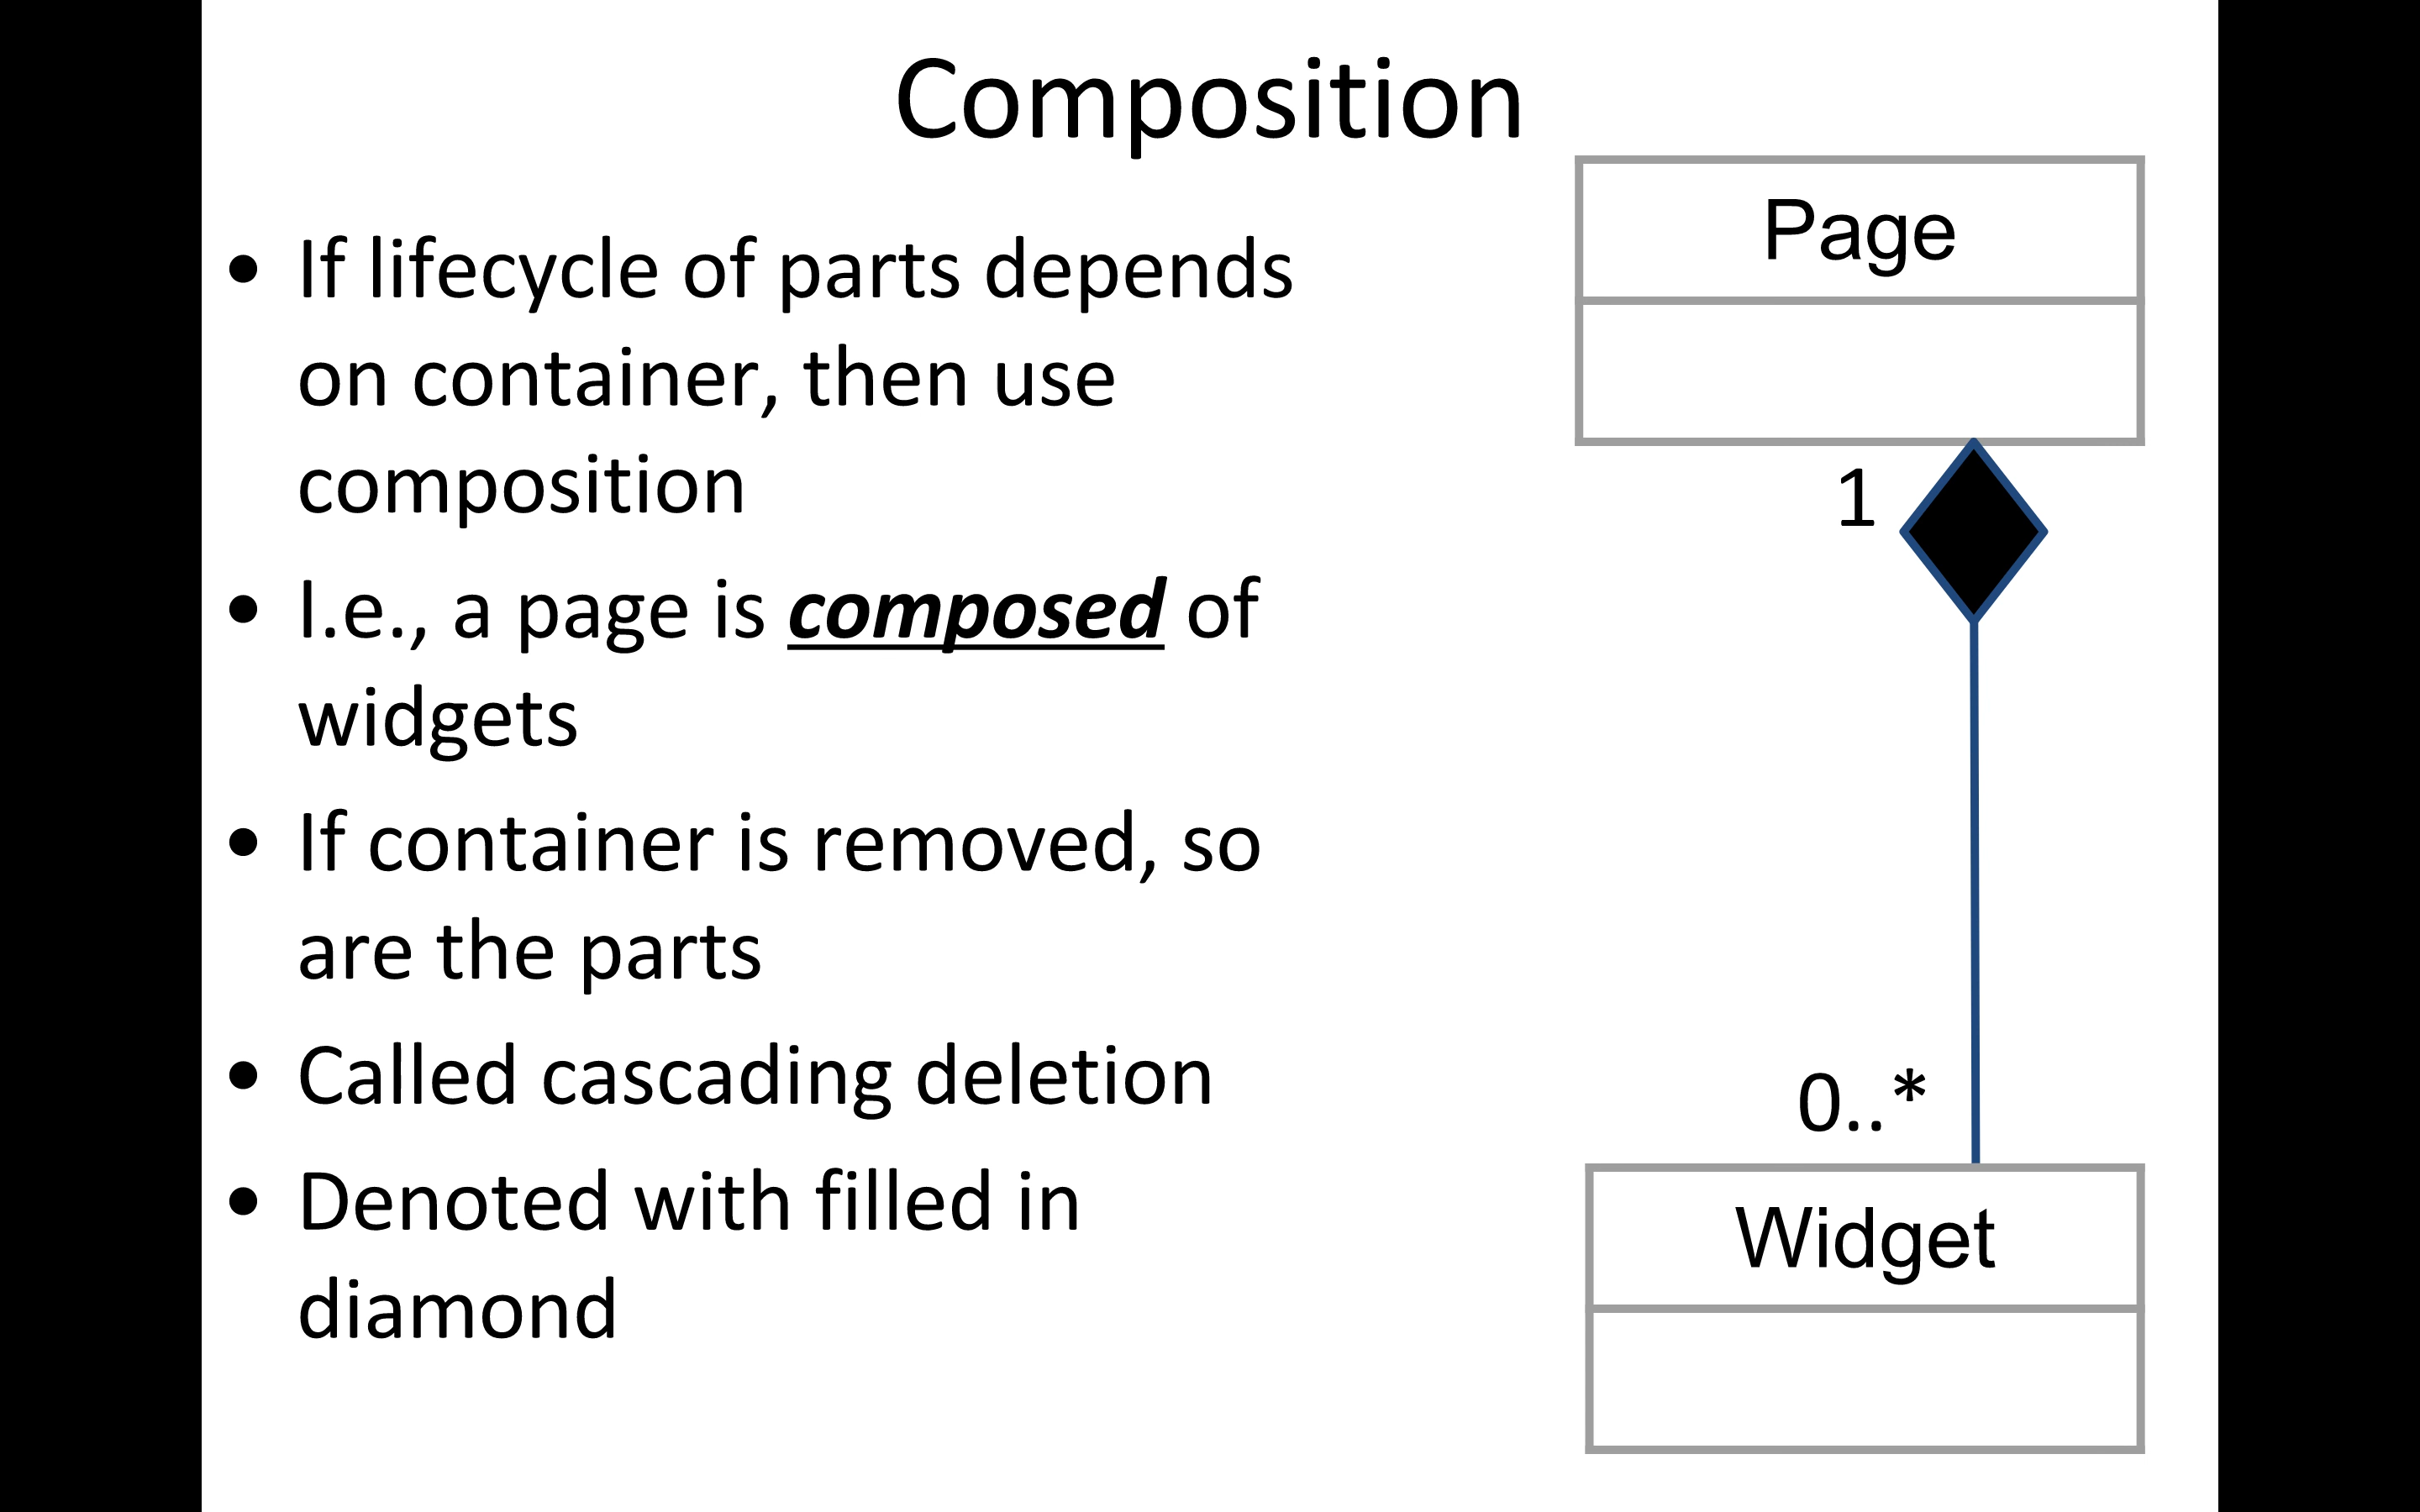 Composition
• If lifecycle of parts depends
on container, then use
composition
• I.e., a page is composed of
widgets
• If container is removed, so
are the parts
• Called cascading deletion
• Denoted with filled in
diamond
Page
1
0..*
Widget